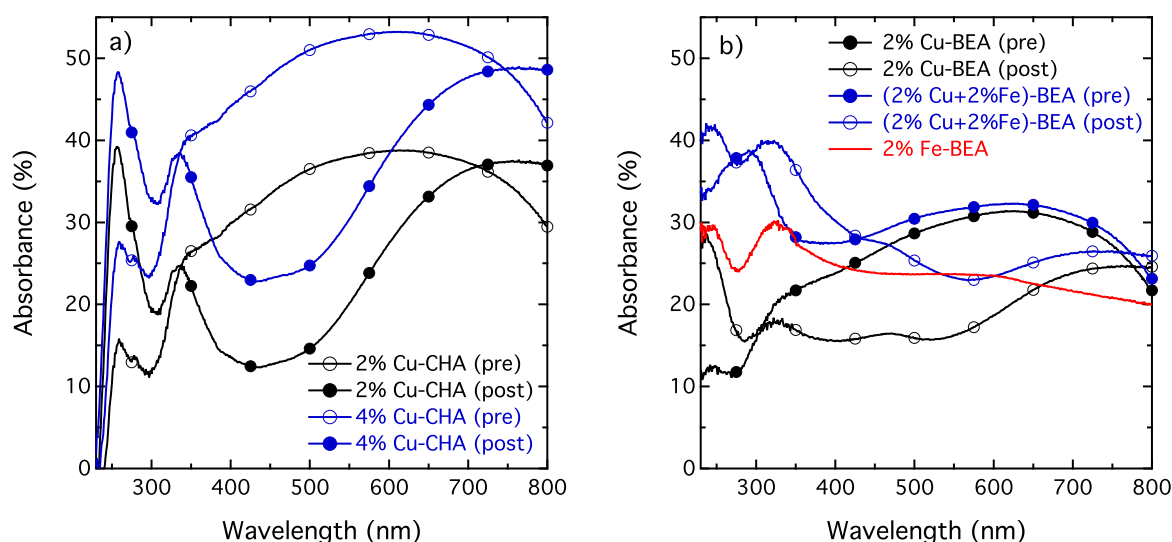 a)
Absorbance (%)
50
40
30
20
10
0
300 400 500 600 700 800
Wavelength (nm)
2% Cu-CHA (pre)
2% Cu-CHA (post)
4% Cu-CHA (pre)
4% Cu-CHA (post)
b)
Absorbance (%)
50
40
30
20
10
0
300 400 500 600 700 800
Wavelength (nm)
2% Cu-BEA (pre)
2% Cu-BEA (post)
(2% Cu+2%Fe)-BEA (pre)
(2% Cu+2%Fe)-BEA (post)
2% Fe-BEA